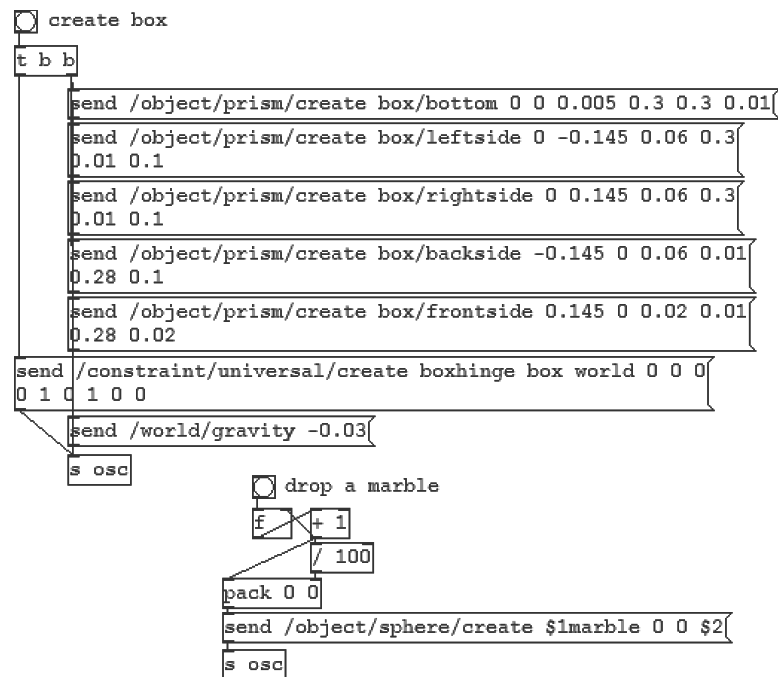 create box
t b b
send /object/prism/create box/bottom 0 0 0.005 0.3 0.3 0.01
send /object/prism/create box/leftside 0 -0.145 0.06 0.3
0.01 0.1
send /object/prism/create box/rightside 0 0.145 0.06 0.3
0.01 0.1
send /object/prism/create box/backside -0.145 0 0.06 0.01
0.28 0.1
send /object/prism/create box/frontside 0.145 0 0.02 0.01
0.28 0.02
send /constraint/universal/create boxhinge box world 0 0 0
0 1 0 1 0 0
send /world/gravity -0.03
s osc
drop a marble
f
+ 1
/ 100
pack 0 0
send /object/sphere/create $1marble 0 0 $2
s osc